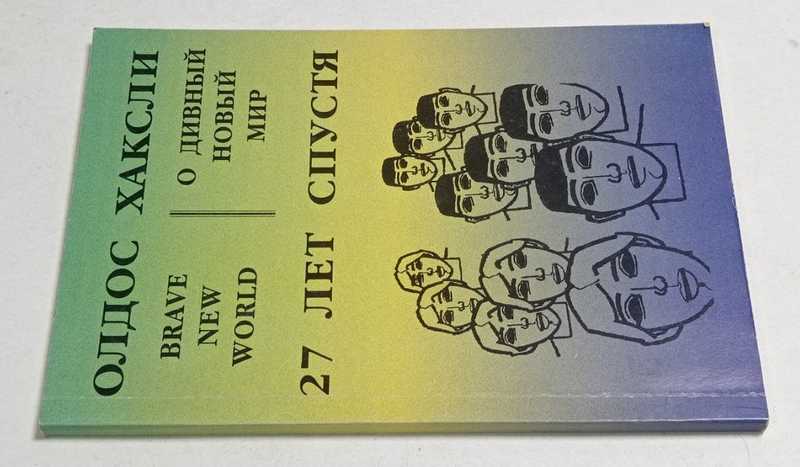 ОЛДОС ХАКСЛИ
BRAVE
NEW
WORLD
О ДИВНЫЙ
НОВЫЙ
МИР
27 ЛЕТ СПУСТЯ